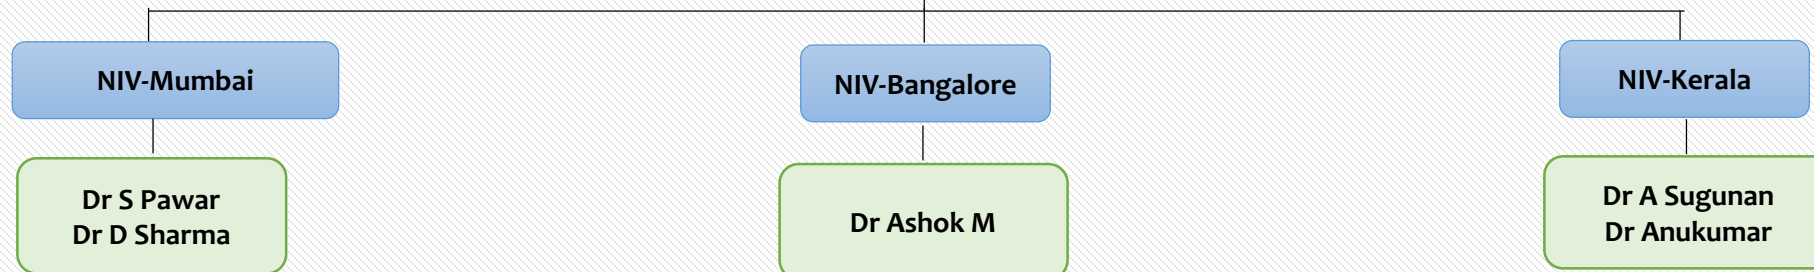 NIV-Mumbai
NIV-Bangalore
NIV-Kerala
Dr S Pawar
Dr D Sharma
Dr Ashok M
Dr A Sugunan
Dr Anukumar